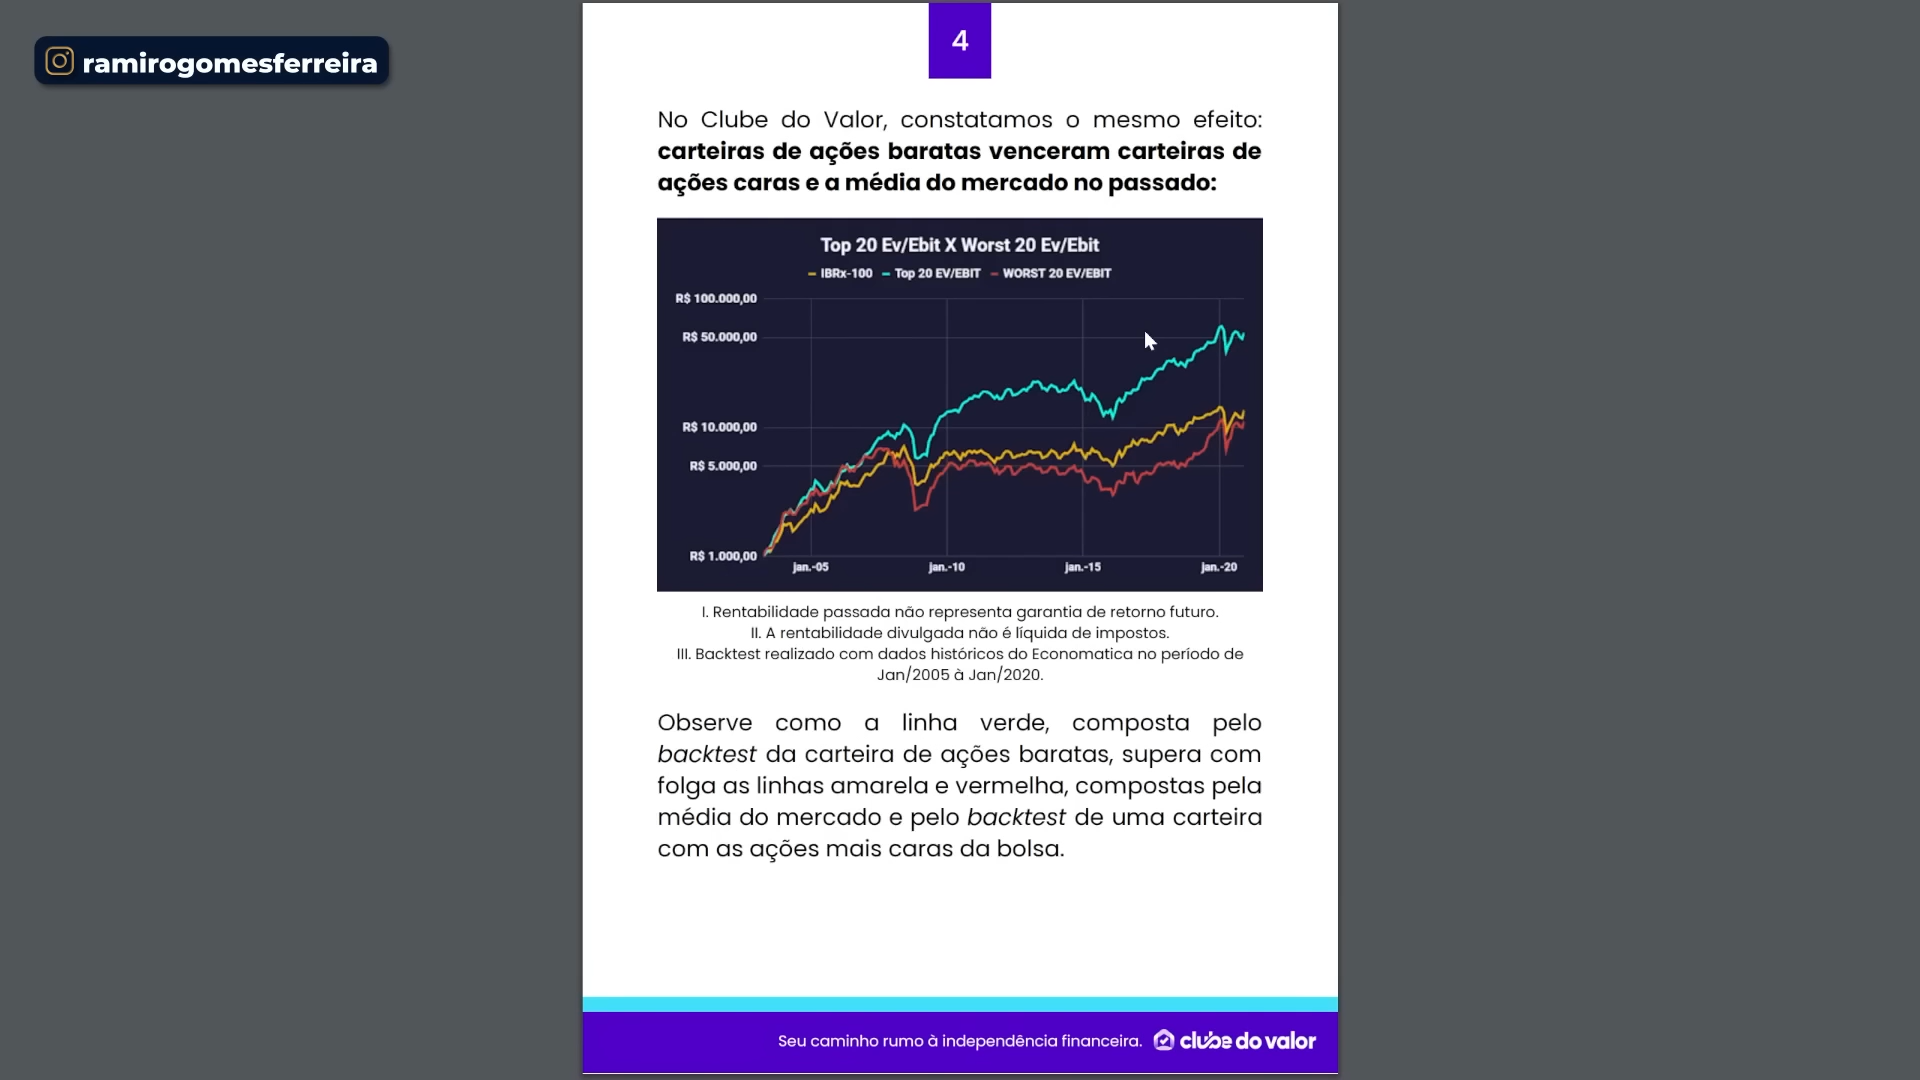 ramirogomesferreira
4
No Clube do Valor, constatamos o mesmo efeito:
carteiras de ações baratas venceram carteiras de
ações caras e a média do mercado no passado:
Top 20 Ev/Ebit X Worst 20 Ev/Ebit
IBRx-100 Top 20 EV/EBIT WORST 20 EV/EBIT
R$ 100.000,00
R$ 50.000,00
R$ 10.000,00
R$ 5.000,00
R$ 1.000,00
jan.-05 jan.-10 jan.-15 jan.-20
I. Rentabilidade passada não representa garantia de retorno futuro.
II. A rentabilidade divulgada não é líquida de impostos.
III. Backtest realizado com dados históricos do Economatica no período de
Jan/2005 à Jan/2020.
Observe como a linha verde, composta pelo
backtest da carteira de ações baratas, supera com
folga as linhas amarela e vermelha, compostas pela
média do mercado e pelo backtest de uma carteira
com as ações mais caras da bolsa.
Seu caminho rumo à independência financeira. clube do valor